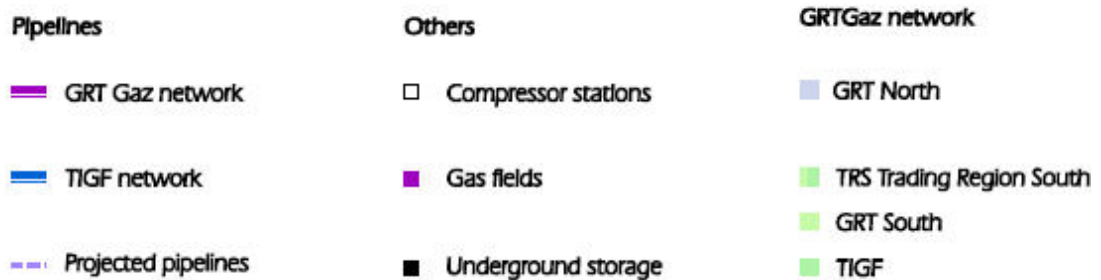 Pipelines
GRT Gaz network
TIGF network
Projected pipelines
Others
Compressor stations
Gas fields
Underground storage
GRTGaz network
GRT North
TRS Trading Region South
GRT South
TIGF